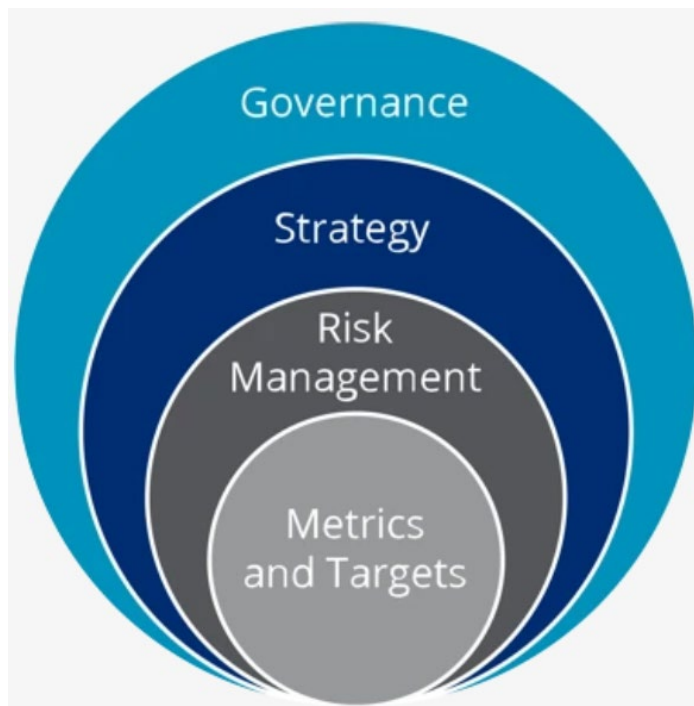 Governance
Strategy
Risk
Management
Metrics
and Targets